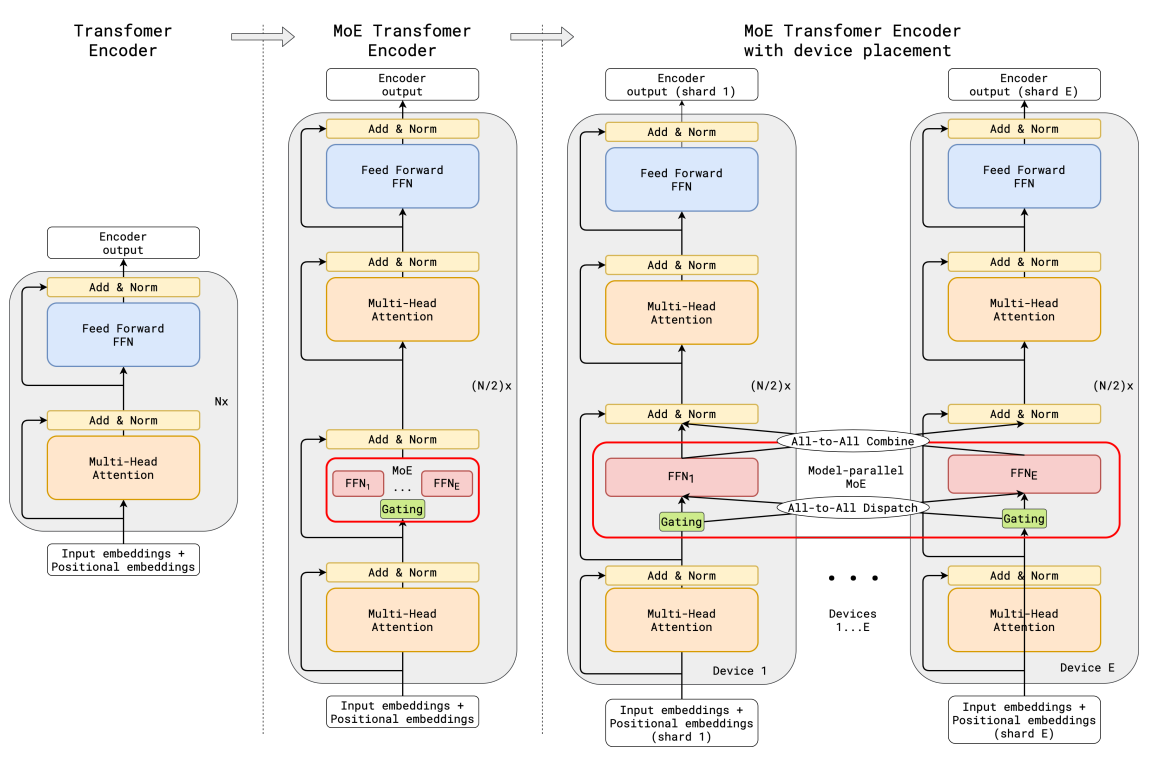 Transfomer
Encoder
Encoder
output
Add & Norm
Feed Forward
FFN
Nx
Add & Norm
Multi-Head
Attention
Input embeddings +
Positional embeddings
MoE Transfomer
Encoder
Encoder
output
Add & Norm
Feed Forward
FFN
Add & Norm
Multi-Head
Attention
(N/2)x
Add & Norm
MoE
FFN1
...
FFNE
Gating
Add & Norm
Multi-Head
Attention
Input embeddings +
Positional embeddings
MoE Transfomer Encoder
with device placement
Encoder
output (shard 1)
Add & Norm
Feed Forward
FFN
Add & Norm
Multi-Head
Attention
(N/2)x
Add & Norm
FFN1
Gating
Add & Norm
Multi-Head
Attention
Device 1
Input embeddings +
Positional embeddings
(shard 1)
All-to-All Combine
Model-parallel
MoE
All-to-All Dispatch
Devices
1...E
Encoder
output (shard E)
Add & Norm
Feed Forward
FFN
Add & Norm
Multi-Head
Attention
(N/2)x
Add & Norm
FFNE
Gating
Add & Norm
Multi-Head
Attention
Device E
Input embeddings +
Positional embeddings
(shard E)